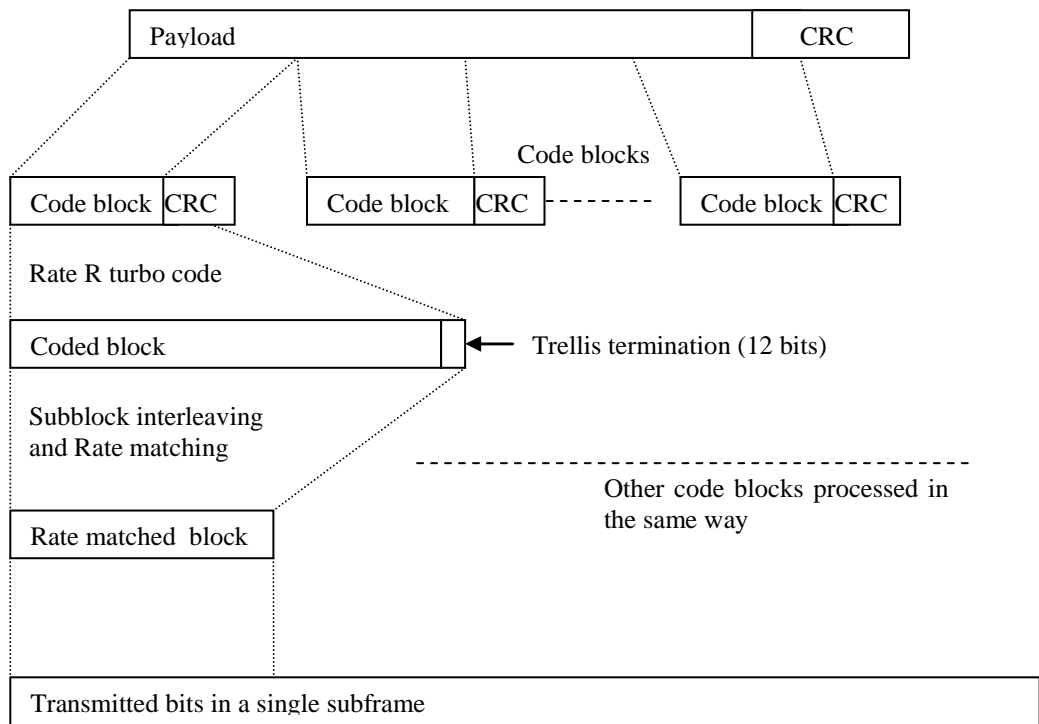 Payload CRC
Code blocks
Code block CRC Code block CRC Code block CRC
Rate R turbo code
Coded block
Trellis termination (12 bits)
Subblock interleaving
and Rate matching
Other code blocks processed in
the same way
Rate matched block
Transmitted bits in a single subframe